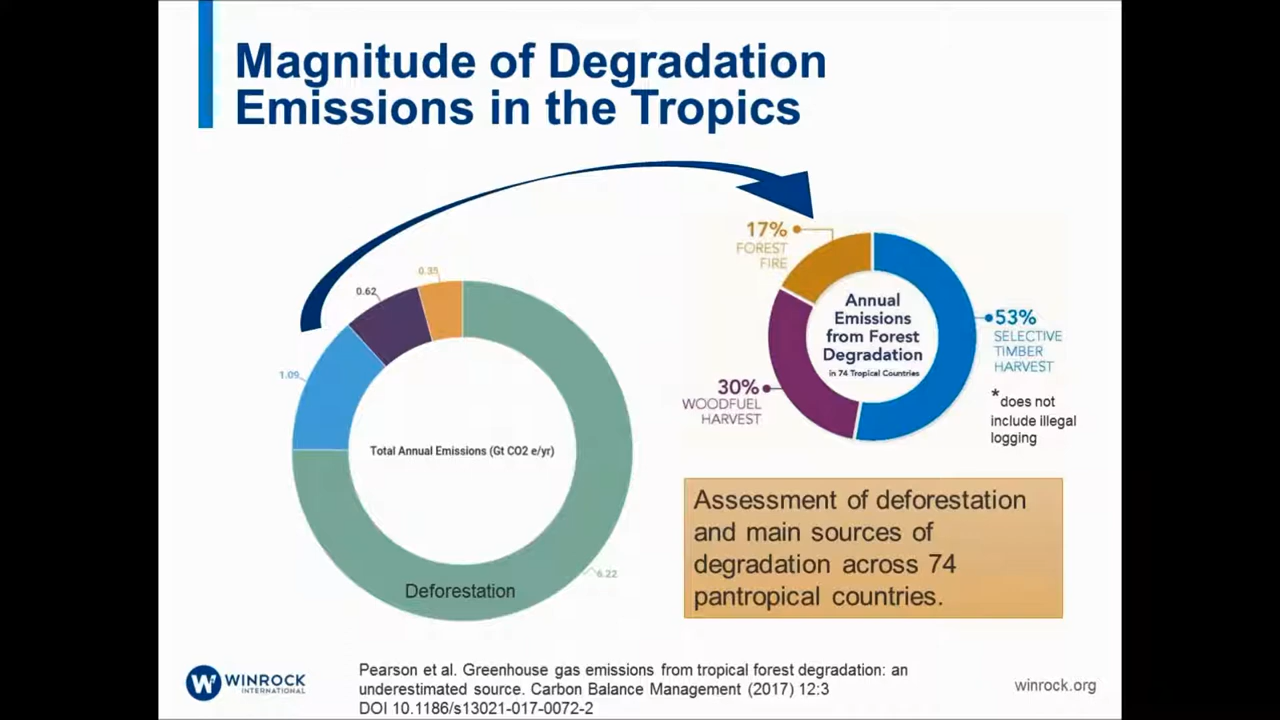 Magnitude of Degradation
Emissions in the Tropics
0.35
0.62
1.09
Total Annual Emissions (Gt CO2 e/yr)
6.22
Deforestation
17%
FOREST
FIRE
Annual
Emissions
from Forest
Degradation
in 74 Tropical Countries
53%
SELECTIVE
TIMBER
HARVEST
30%
WOODFUEL
HARVEST
*does not
include illegal
logging
Assessment of deforestation
and main sources of
degradation across 74
pantropical countries.
W
WINROCK
INTERNATIONAL
Pearson et al. Greenhouse gas emissions from tropical forest degradation: an
underestimated source. Carbon Balance Management (2017) 12:3
DOI 10.1186/s13021-017-0072-2
winrock.org